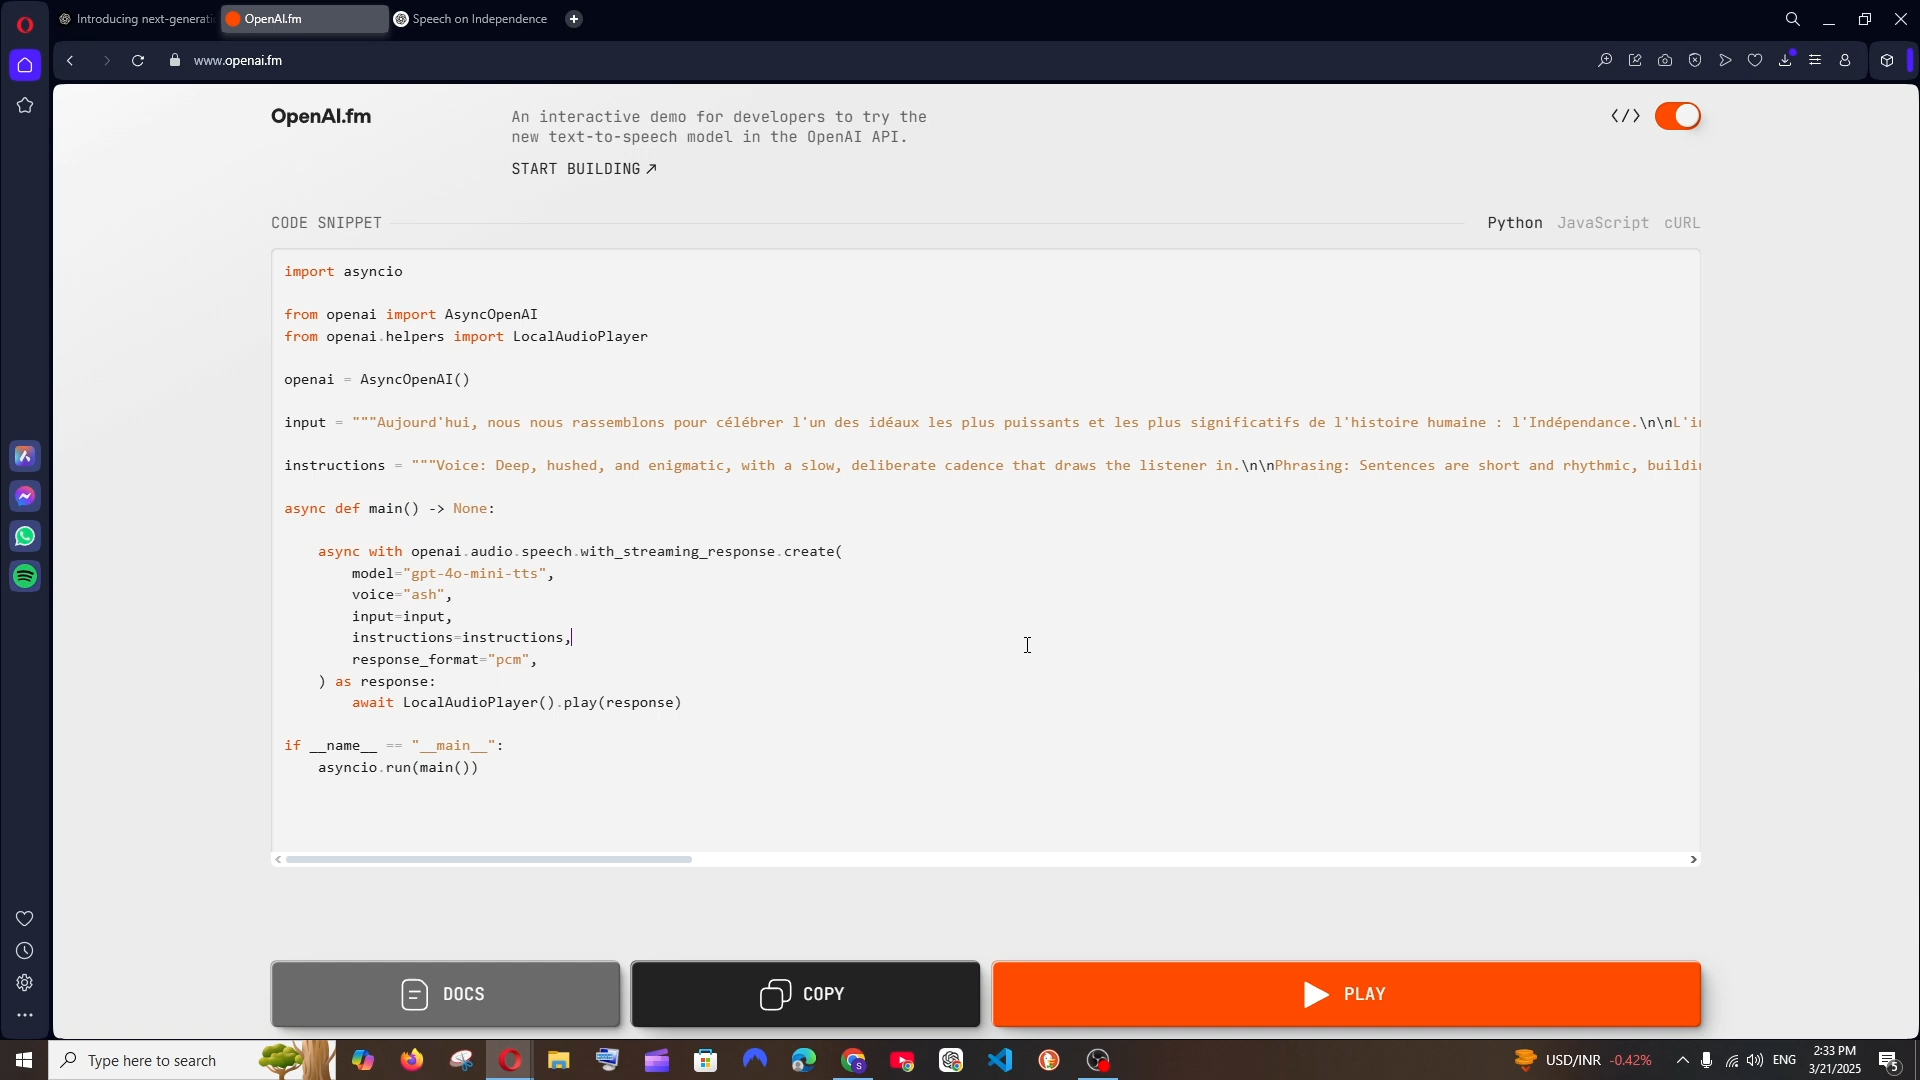 Introducing next-generati
OpenAI.fm
Speech on Independence
www.openai.fm
OpenAI.fm
An interactive demo for developers to try the
new text-to-speech model in the OpenAI API.
START BUILDING ↗
</>
CODE SNIPPET
Python JavaScript cURL
import asyncio
from openai import AsyncOpenAI
from openai.helpers import LocalAudioPlayer
openai = AsyncOpenAI()
input = """Aujourd'hui, nous nous rassemblons pour célébrer l'un des idéaux les plus puissants et les plus significatifs de l'histoire humaine : l'Indépendance.\n\nL'in
instructions = """Voice: Deep, hushed, and enigmatic, with a slow, deliberate cadence that draws the listener in.\n\nPhrasing: Sentences are short and rhythmic, buildin
async def main() -> None:
async with openai.audio.speech.with_streaming_response.create(
model="gpt-4o-mini-tts",
voice="ash",
input=input,
instructions=instructions,
response_format="pcm",
) as response:
await LocalAudioPlayer().play(response)
if __name__ == "__main__":
asyncio.run(main())
DOCS
COPY
PLAY
Type here to search
USD/INR -0.42%
ENG
2:33 PM
3/21/2025
5